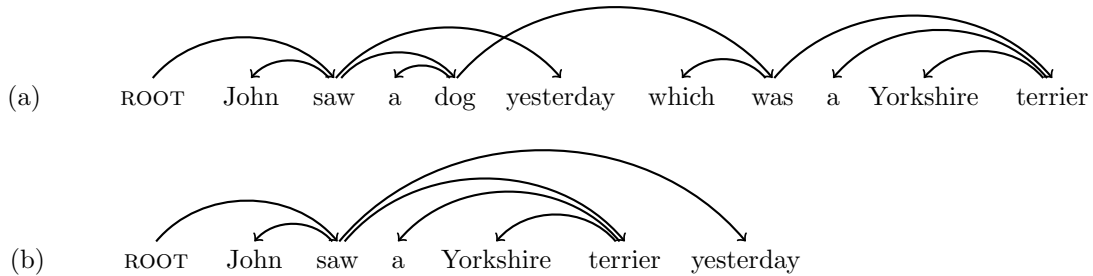 (a) ROOT John saw a dog yesterday which was a Yorkshire terrier
(b) ROOT John saw a Yorkshire terrier yesterday